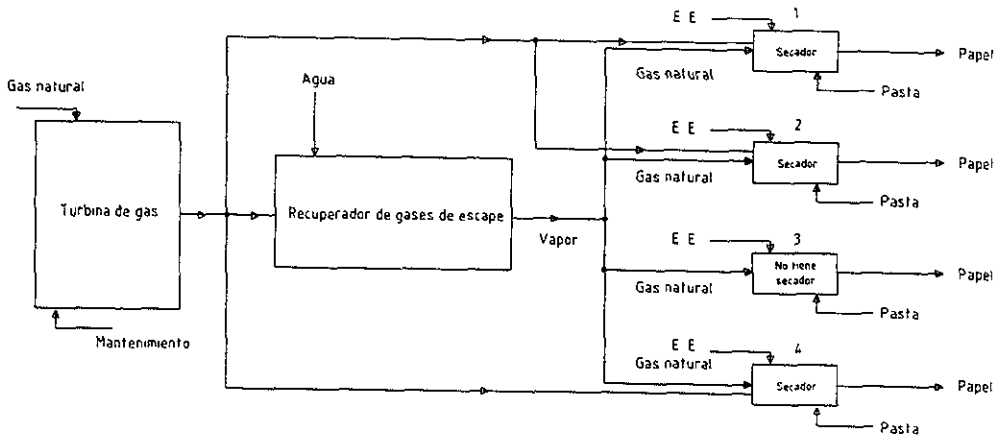 E E
1
Secador
Papel
Gas natural
Pasta
Gas natural
Agua
E E
2
Secador
Papel
Gas natural
Pasta
Turbina de gas
Recuperador de gases de escape
Vapor
E E
3
No tiene
secador
Papel
Gas natural
Pasta
Mantenimiento
E E
4
Gas natural
Secador
Papel
Pasta